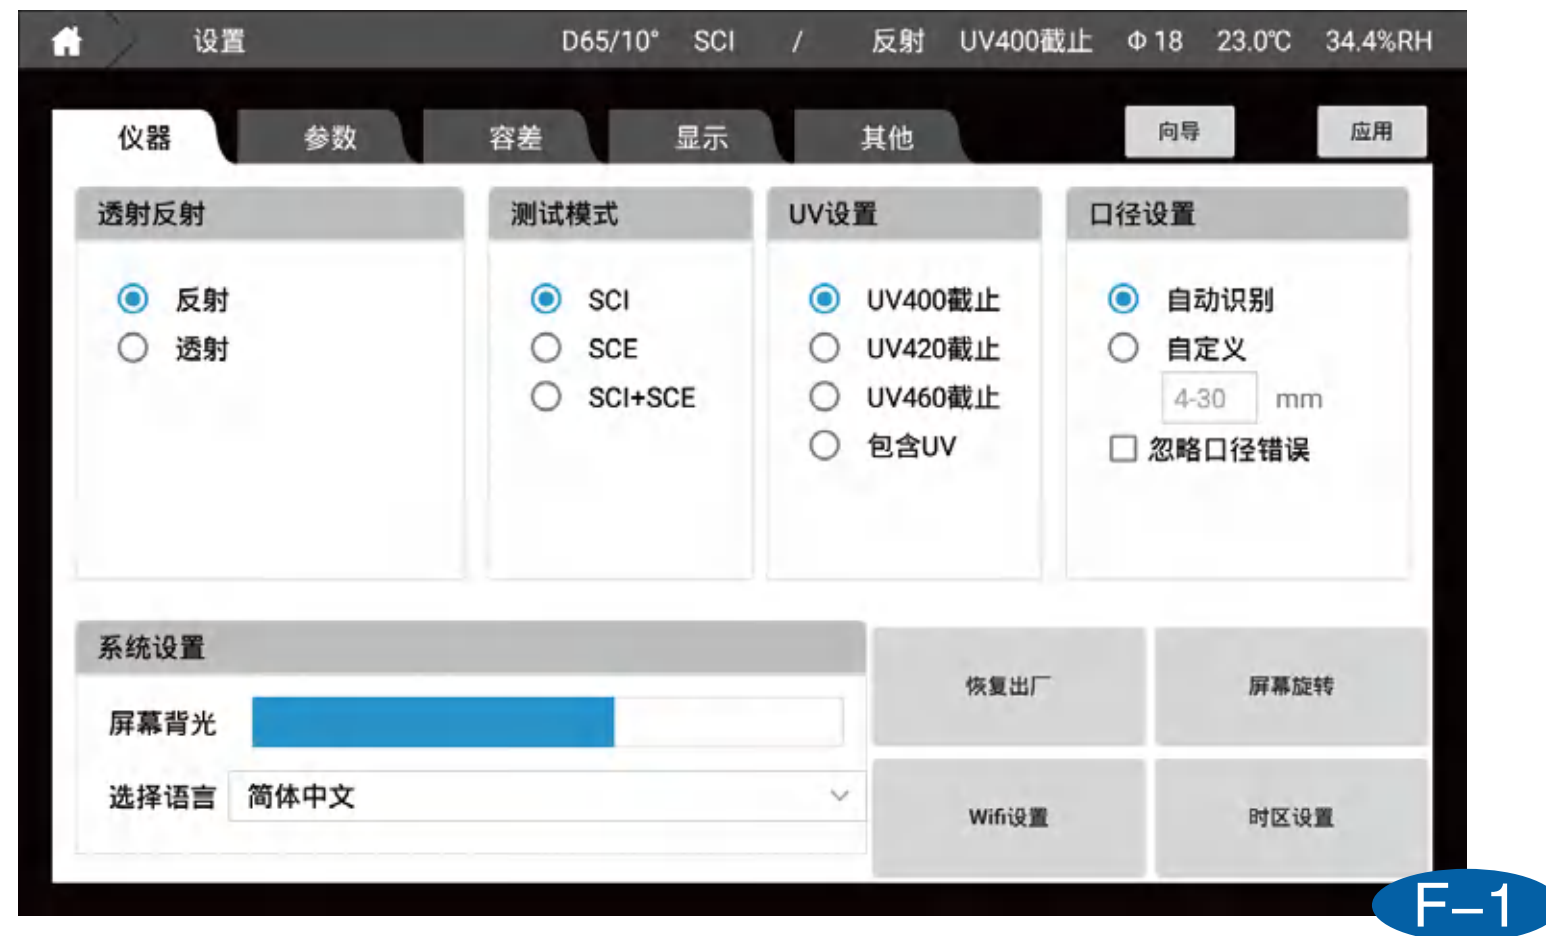 设置 D65/10° SCI / 反射 UV400截止 Φ 18 23.0℃ 34.4%RH
仪器 参数 容差 显示 其他 向导 应用
透射反射
反射
透射
测试模式
SCI
SCE
SCI+SCE
UV设置
UV400截止
UV420截止
UV460截止
包含UV
口径设置
自动识别
自定义
4-30 mm
忽略口径错误
系统设置
屏幕背光
选择语言 简体中文
恢复出厂 屏幕旋转
Wifi设置 时区设置
F-1